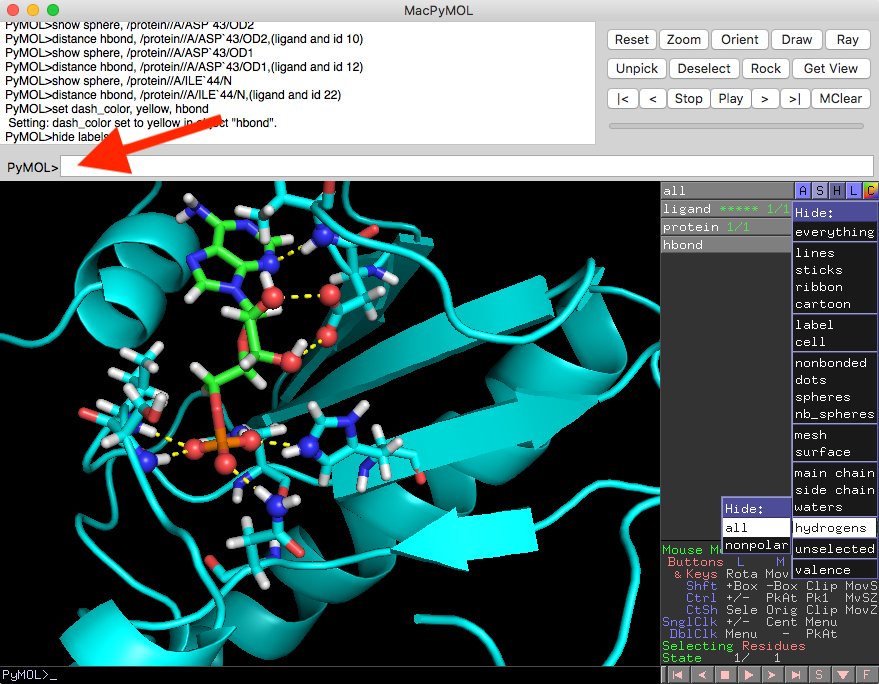 MacPyMOL
PyMOL>show sphere, /protein//A/ASP`43/OD2
PyMOL>distance hbond, /protein//A/ASP`43/OD2,(ligand and id 10)
PyMOL>show sphere, /protein//A/ASP`43/OD1
PyMOL>distance hbond, /protein//A/ASP`43/OD1,(ligand and id 12)
PyMOL>show sphere, /protein//A/ILE`44/N
PyMOL>distance hbond, /protein//A/ILE`44/N,(ligand and id 22)
PyMOL>set dash_color, yellow, hbond
Setting: dash_color set to yellow in object "hbond".
PyMOL>hide labels
PyMOL>
Reset Zoom Orient Draw Ray
Unpick Deselect Rock Get View
|< < Stop Play > >| MClear
all A S H L C
ligand ***** 1/1
protein 1/1
hbond
Hide:
everything
lines
sticks
ribbon
cartoon
label
cell
nonbonded
dots
spheres
nb_spheres
mesh
surface
main chain
side chain
waters
hydrogens
unselected
valence
Hide:
all
nonpolar
Mouse M
Buttons L M
& Keys Rota Mov
Shft +Box -Box Clip MovS
Ctrl +/- PkAt Pk1 MvSZ
CtSh Sele Orig Clip MovZ
SnglClk +/- Cent Menu
DblClk Menu - PkAt
Selecting Residues
State 1/ 1
PyMOL>_
|◀ < ■ ▶ > ▶| S ▼ F